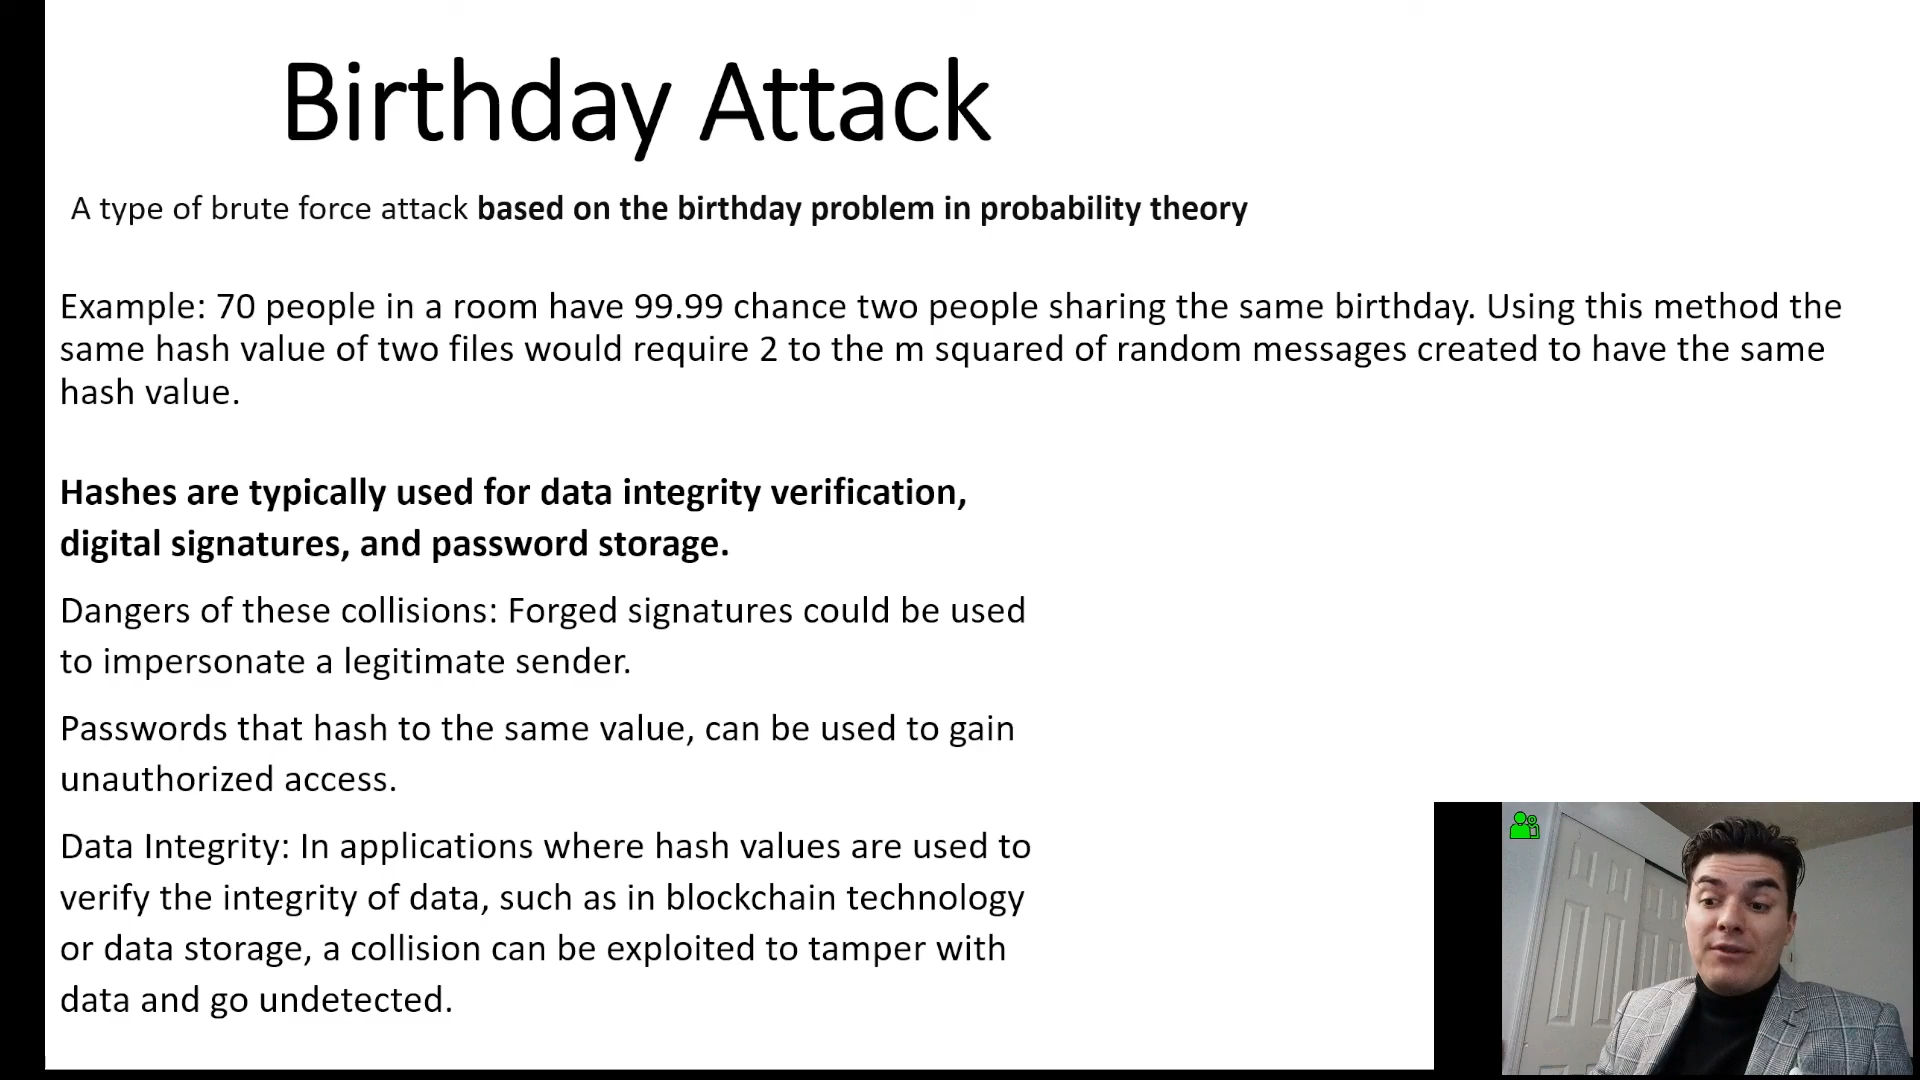 Birthday Attack
A type of brute force attack based on the birthday problem in probability theory
Example: 70 people in a room have 99.99 chance two people sharing the same birthday. Using this method the
same hash value of two files would require 2 to the m squared of random messages created to have the same
hash value.
Hashes are typically used for data integrity verification,
digital signatures, and password storage.
Dangers of these collisions: Forged signatures could be used
to impersonate a legitimate sender.
Passwords that hash to the same value, can be used to gain
unauthorized access.
Data Integrity: In applications where hash values are used to
verify the integrity of data, such as in blockchain technology
or data storage, a collision can be exploited to tamper with
data and go undetected.